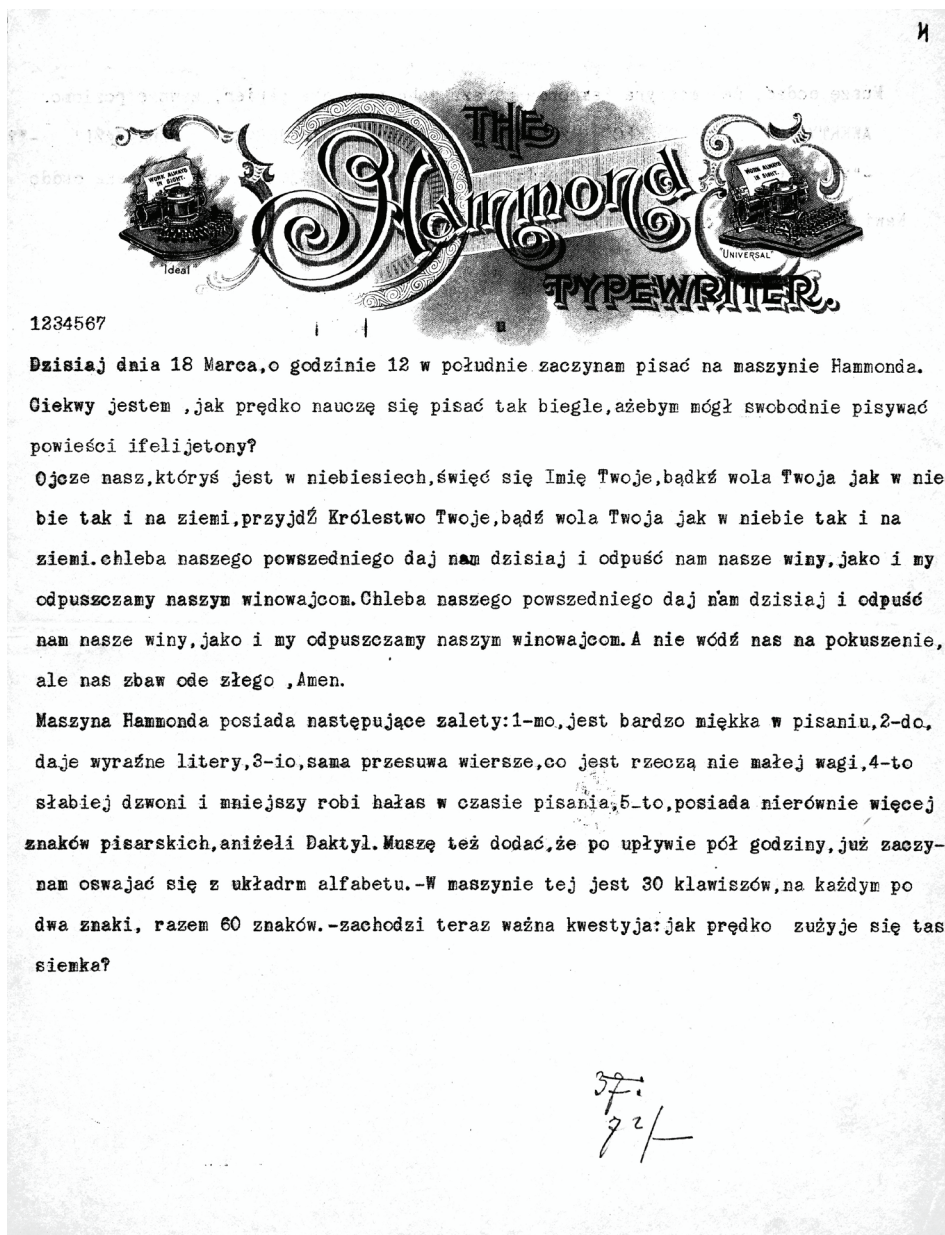 И
THE
Hammond
TYPEWRITER.
WORK ALWAYS
IN SIGHT.
"Ideal"
WORK ALWAYS
IN SIGHT.
"UNIVERSAL"
1234567
Dzisiaj dnia 18 Marca,o godzinie 12 w południe zaczynam pisać na maszynie Hammonda.
Ciekwy jestem ,jak prędko nauczę się pisać tak biegle,ażebym mógł swobodnie pisywać
powieści ifelijetony?
Ojcze nasz,któryś jest w niebiesiech,święć się Imię Twoje,bądkź wola Twoja jak w nie
bie tak i na ziemi,przyjdŹ Królestwo Twoje,bądź wola Twoja jak w niebie tak i na
ziemi.chleba naszego powszedniego daj nam dzisiaj i odpuść nam nasze winy,jako i my
odpuszczamy naszym winowajcom.Chleba naszego powszedniego daj nam dzisiaj i odpuść
nam nasze winy,jako i my odpuszczamy naszym winowajcom.A nie wódź nas na pokuszenie,
ale nas zbaw ode złego ,Amen.
Maszyna Hammonda posiada następujące zalety:1-mo,jest bardzo miękka w pisaniu,2-do,
daje wyraźne litery,3-io,sama przesuwa wiersze,co jest rzeczą nie małej wagi,4-to
słabiej dzwoni i mniejszy robi hałas w czasie pisania,5-to,posiada nierównie więcej
znaków pisarskich,aniżeli Daktyl.Muszę też dodać,że po upływie pół godziny,już zaczy-
nam oswajać się z układrm alfabetu.-W maszynie tej jest 30 klawiszów,na każdym po
dwa znaki, razem 60 znaków.-zachodzi teraz ważna kwestyja:jak prędko zużyje się tas
siemka?